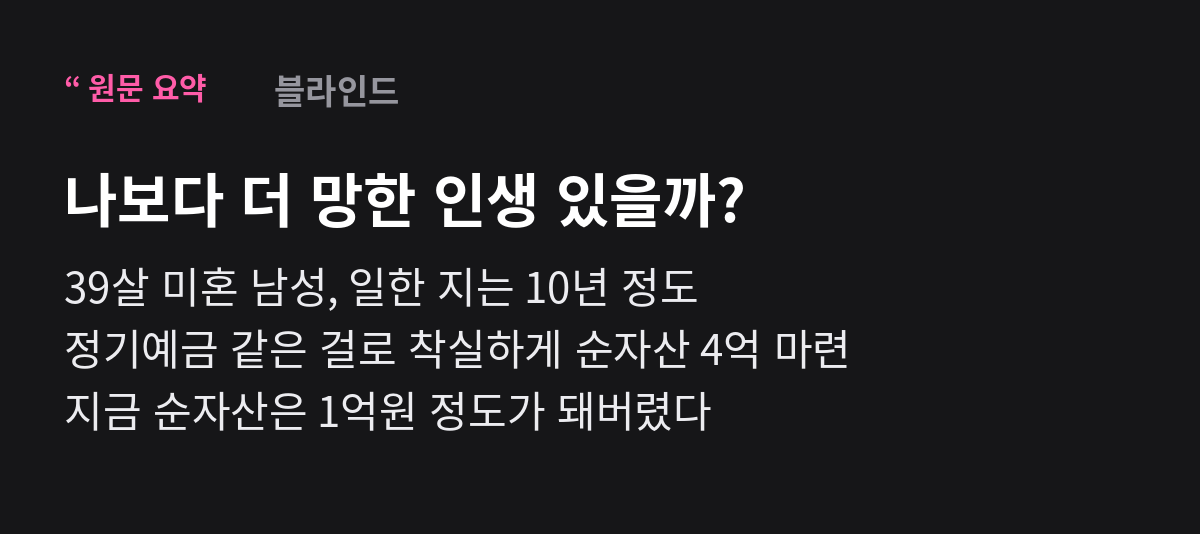 “ 원문 요약 블라인드
나보다 더 망한 인생 있을까?
39살 미혼 남성, 일한 지는 10년 정도
정기예금 같은 걸로 착실하게 순자산 4억 마련
지금 순자산은 1억원 정도가 돼버렸다